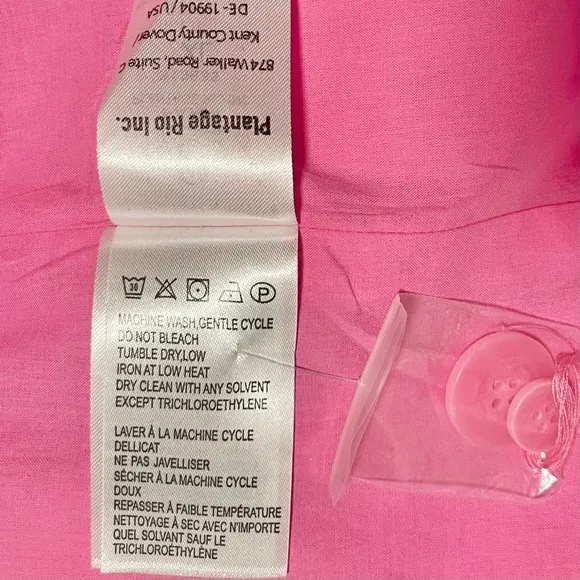 Plantage Rio Inc.
874 Walker Road, Suite C
Kent County Dover
DE - 19904 / USA
30
P
MACHINE WASH,GENTLE CYCLE
DO NOT BLEACH
TUMBLE DRY,LOW
IRON AT LOW HEAT
DRY CLEAN WITH ANY SOLVENT
EXCEPT TRICHLOROETHYLENE
LAVER À LA MACHINE CYCLE
DELLICAT
NE PAS JAVELLISER
SÉCHER À LA MACHINE CYCLE
DOUX
REPASSER À FAIBLE TEMPÉRATURE
NETTOYAGE À SEC AVEC N'IMPORTE
QUEL SOLVANT SAUF LE
TRICHLOROÉTHYLÈNE